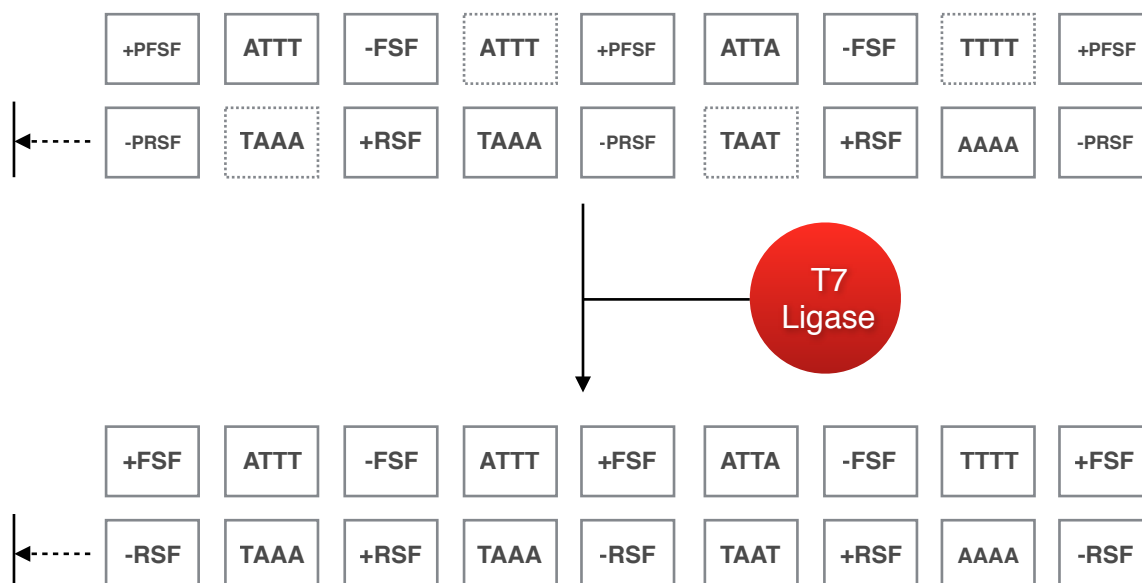 +PFSF ATTT -FSF ATTT +PFSF ATTA -FSF TTTT +PFSF
-PRSF TAAA +RSF TAAA -PRSF TAAT +RSF AAAA -PRSF
T7
Ligase
+FSF ATTT -FSF ATTT +FSF ATTA -FSF TTTT +FSF
-RSF TAAA +RSF TAAA -RSF TAAT +RSF AAAA -RSF